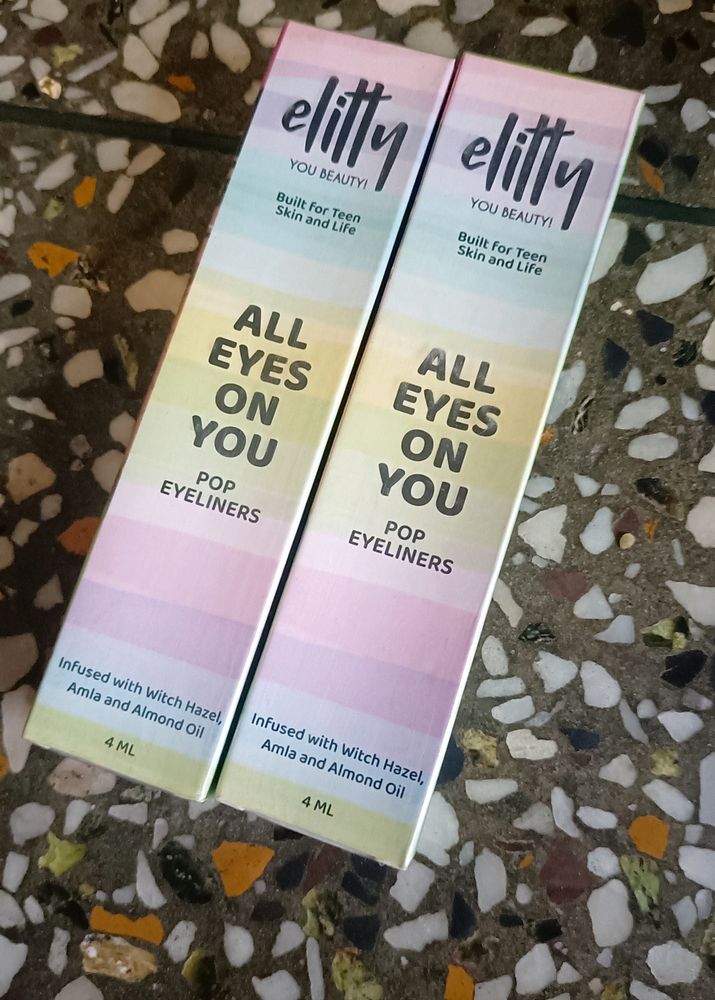 elitty
YOU BEAUTY!
Built for Teen
Skin and Life
ALL
EYES
ON
YOU
POP
EYELINERS
Infused with Witch Hazel,
Amla and Almond Oil
4 ML
elitty
YOU BEAUTY!
Built for Teen
Skin and Life
ALL
EYES
ON
YOU
POP
EYELINERS
Infused with Witch Hazel,
Amla and Almond Oil
4 ML